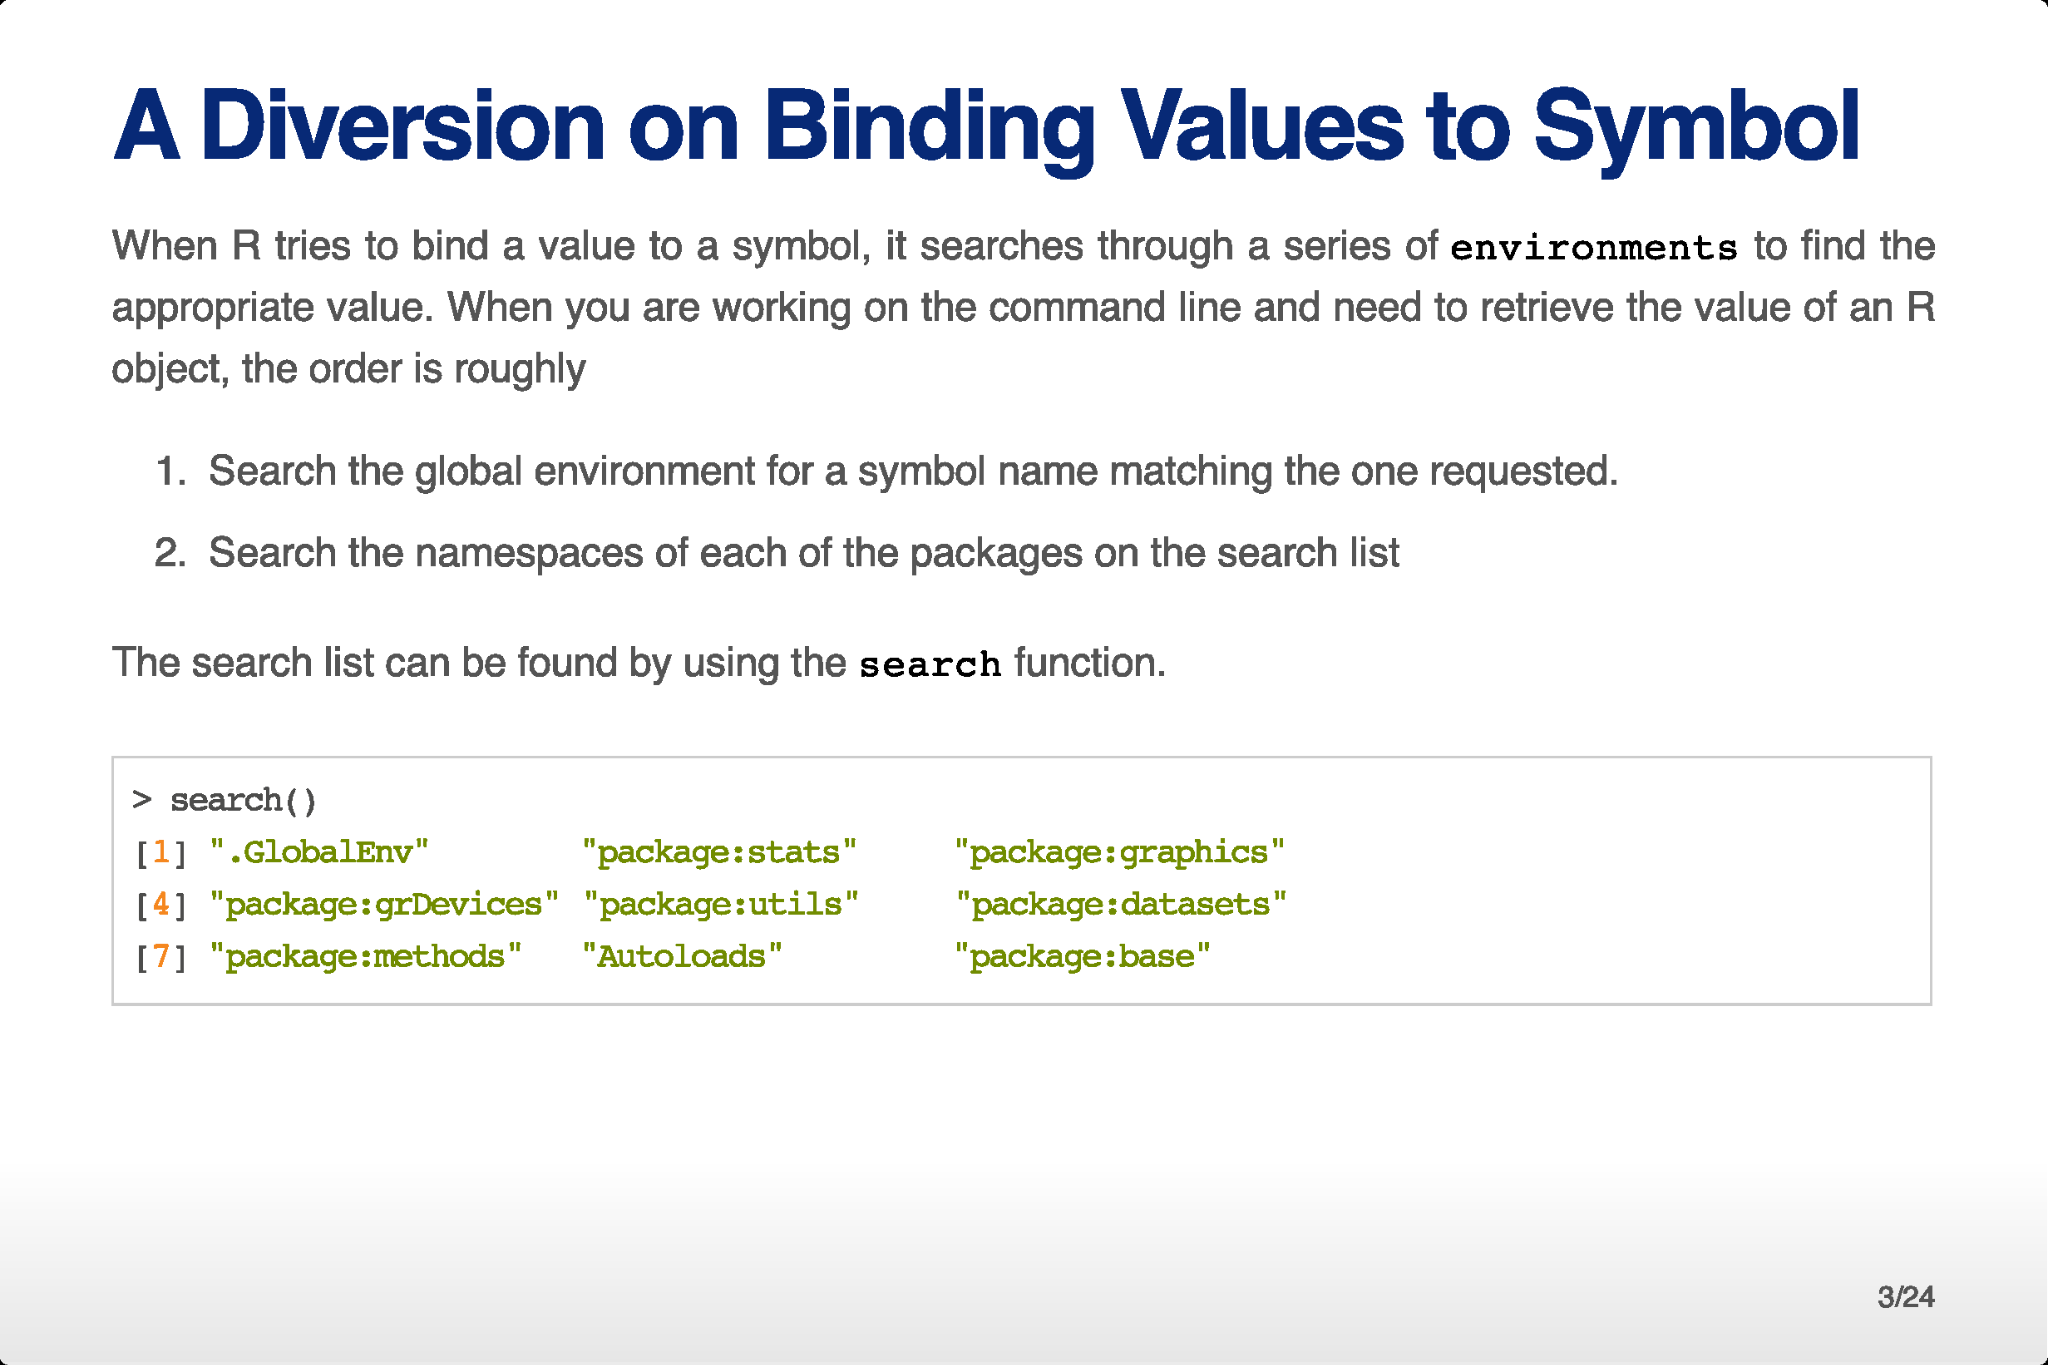 A Diversion on Binding Values to Symbol
When R tries to bind a value to a symbol, it searches through a series of environments to find the
appropriate value. When you are working on the command line and need to retrieve the value of an R
object, the order is roughly
1. Search the global environment for a symbol name matching the one requested.
2. Search the namespaces of each of the packages on the search list
The search list can be found by using the search function.
> search()
[1] ".GlobalEnv"        "package:stats"     "package:graphics"
[4] "package:grDevices" "package:utils"     "package:datasets"
[7] "package:methods"   "Autoloads"         "package:base"
3/24